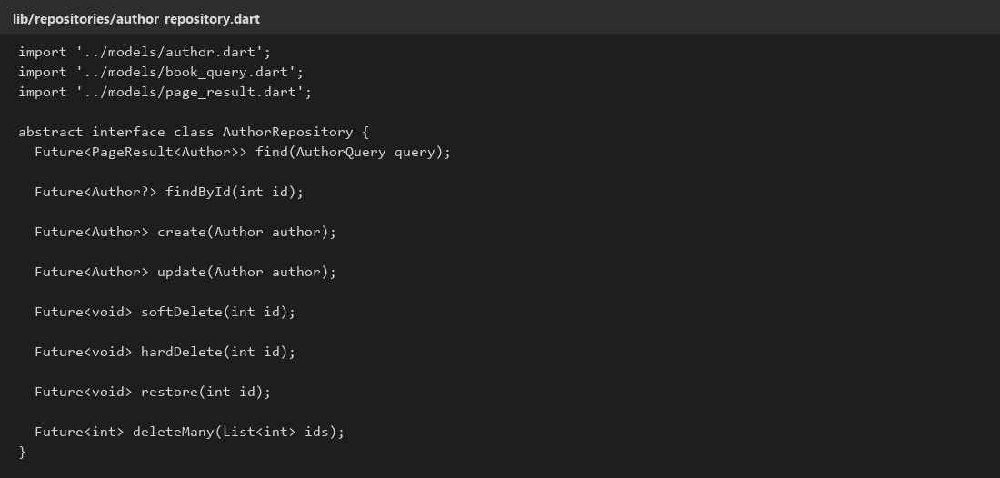 lib/repositories/author_repository.dart
import '../models/author.dart';
import '../models/book_query.dart';
import '../models/page_result.dart';
abstract interface class AuthorRepository {
  Future<PageResult<Author>> find(AuthorQuery query);
  Future<Author?> findById(int id);
  Future<Author> create(Author author);
  Future<Author> update(Author author);
  Future<void> softDelete(int id);
  Future<void> hardDelete(int id);
  Future<void> restore(int id);
  Future<int> deleteMany(List<int> ids);
}